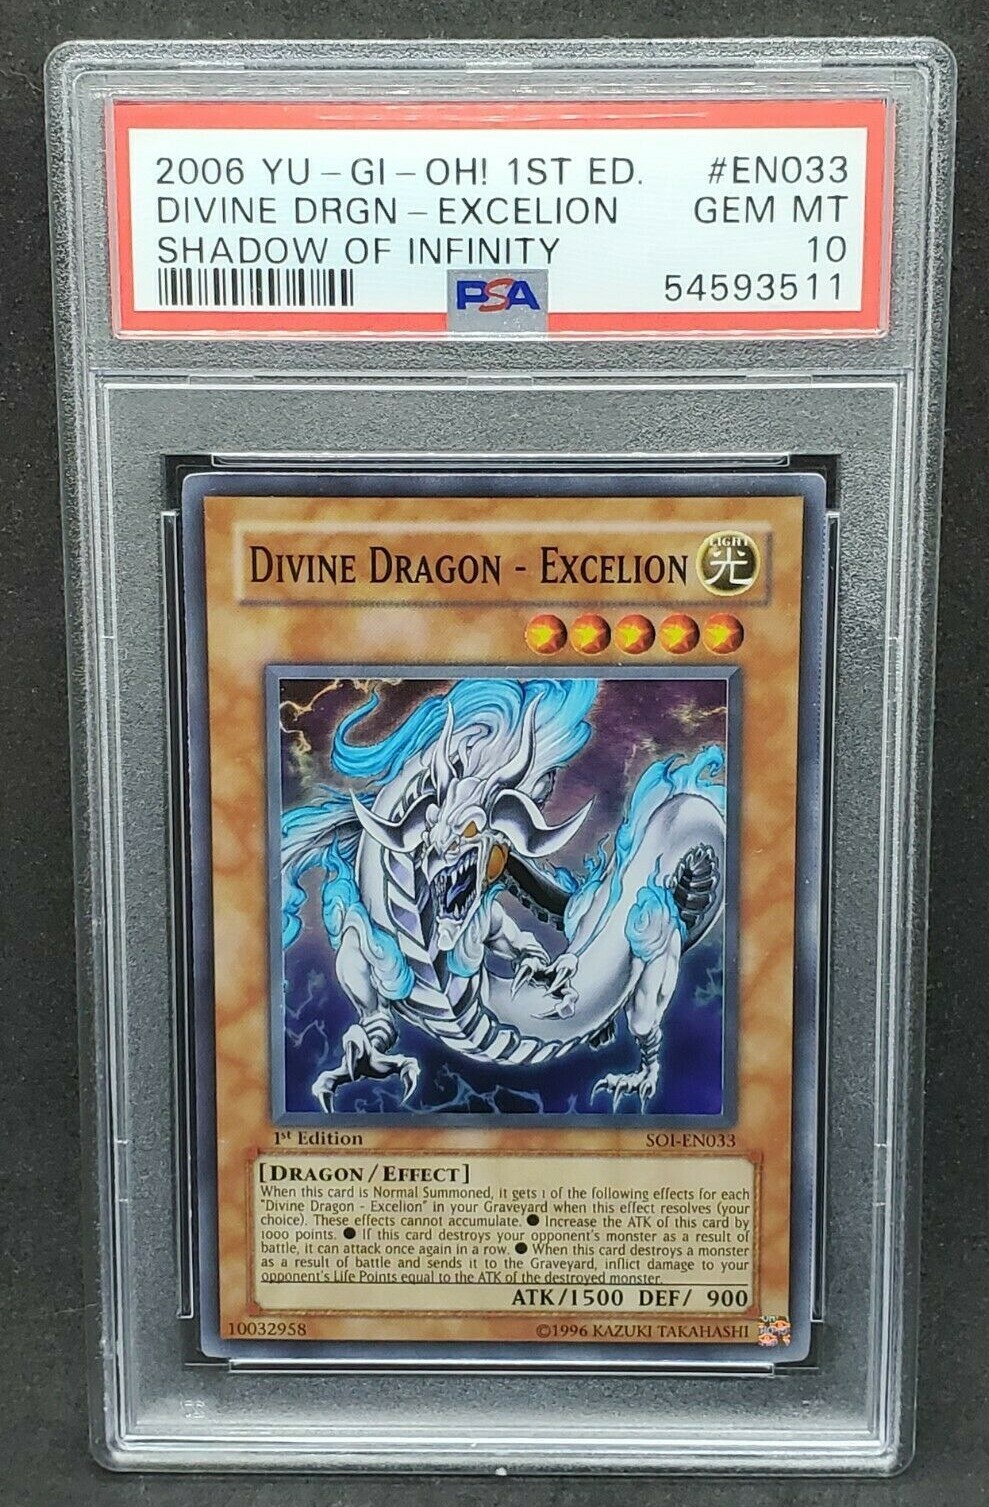 2006 YU-GI-OH! 1ST ED. #EN033
DIVINE DRGN-EXCELION GEM MT
SHADOW OF INFINITY 10
PSA 54593511
DIVINE DRAGON - EXCELION LIGHT 光
1st Edition SOI-EN033
[DRAGON/EFFECT]
When this card is Normal Summoned, it gets 1 of the following effects for each
"Divine Dragon - Excelion" in your Graveyard when this effect resolves (your
choice). These effects cannot accumulate. ● Increase the ATK of this card by
1000 points. ● If this card destroys your opponent's monster as a result of
battle, it can attack once again in a row. ● When this card destroys a monster
as a result of battle and sends it to the Graveyard, inflict damage to your
opponent's Life Points equal to the ATK of the destroyed monster.
ATK/1500 DEF/ 900
10032958 ©1996 KAZUKI TAKAHASHI